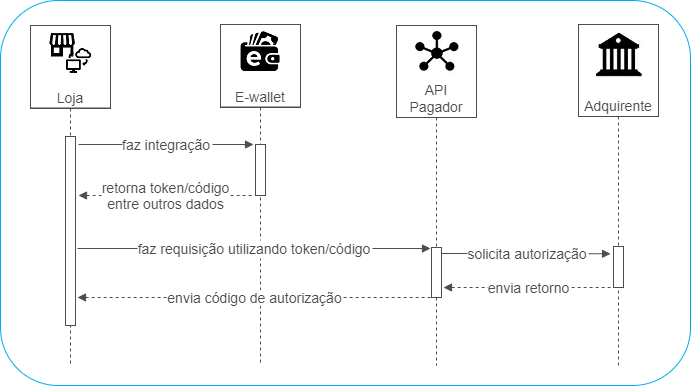 Loja
E-wallet
API
Pagador
Adquirente
faz integração
retorna token/código
entre outros dados
faz requisição utilizando token/código
solicita autorização
envia retorno
envia código de autorização